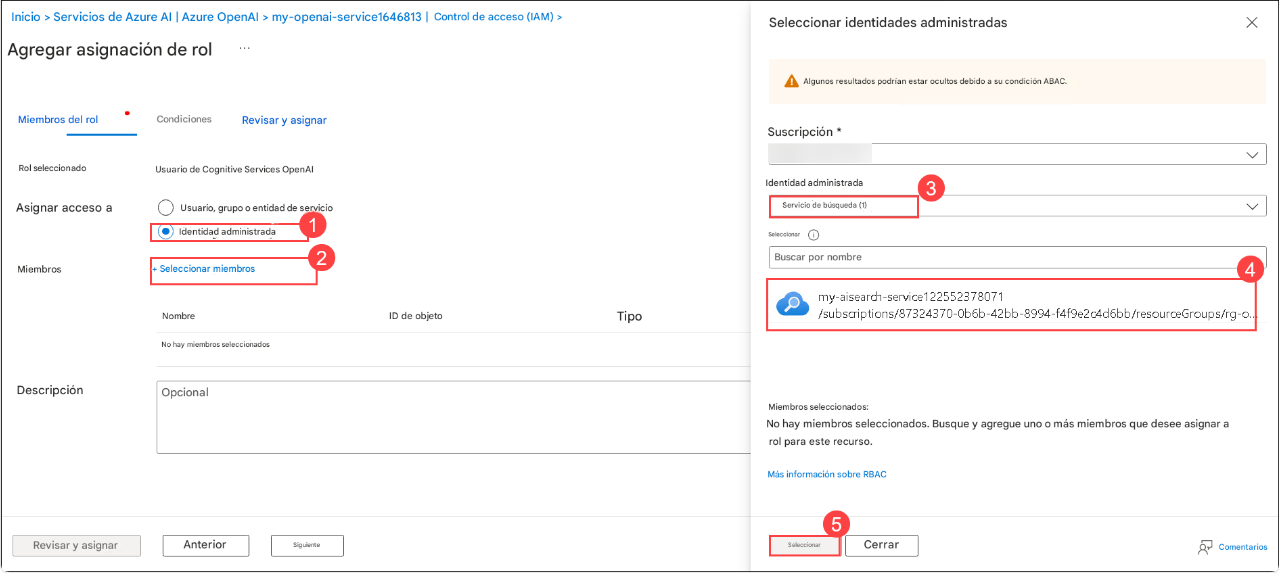 Inicio > Servicios de Azure AI | Azure OpenAI > my-openai-service1646813 | Control de acceso (IAM) >
Agregar asignación de rol ...
Miembros del rol Condiciones Revisar y asignar
Rol seleccionado Usuario de Cognitive Services OpenAI
Asignar acceso a Usuario, grupo o entidad de servicio
Identidad administrada 1
2
Miembros + Seleccionar miembros
Nombre ID de objeto Tipo
No hay miembros seleccionados
Descripción Opcional
Revisar y asignar Anterior Siguiente
Seleccionar identidades administradas
Algunos resultados podrían estar ocultos debido a su condición ABAC.
Suscripción *
Identidad administrada 3
Servicio de búsqueda (1)
Seleccionar
Buscar por nombre
4
my-aisearch-service122552378071
/subscriptions/87324370-0b6b-42bb-8994-f4f9e2c4d6bb/resourceGroups/rg-o...
Miembros seleccionados:
No hay miembros seleccionados. Busque y agregue uno o más miembros que desee asignar a
rol para este recurso.
Más información sobre RBAC
5
Seleccionar Cerrar
Comentarios